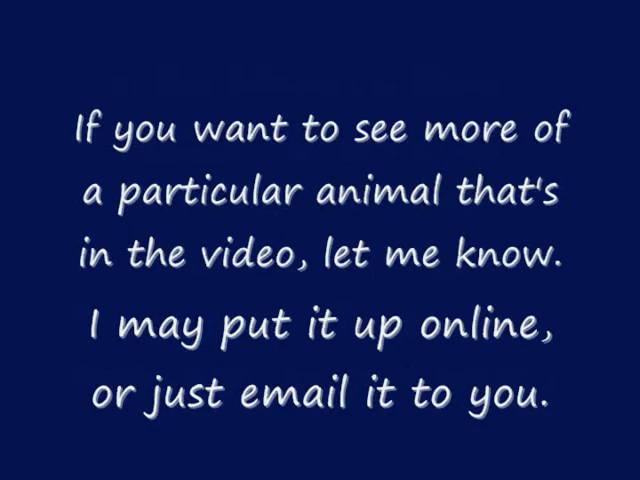 If you want to see more of
a particular animal that's
in the video, let me know.
I may put it up online,
or just email it to you.